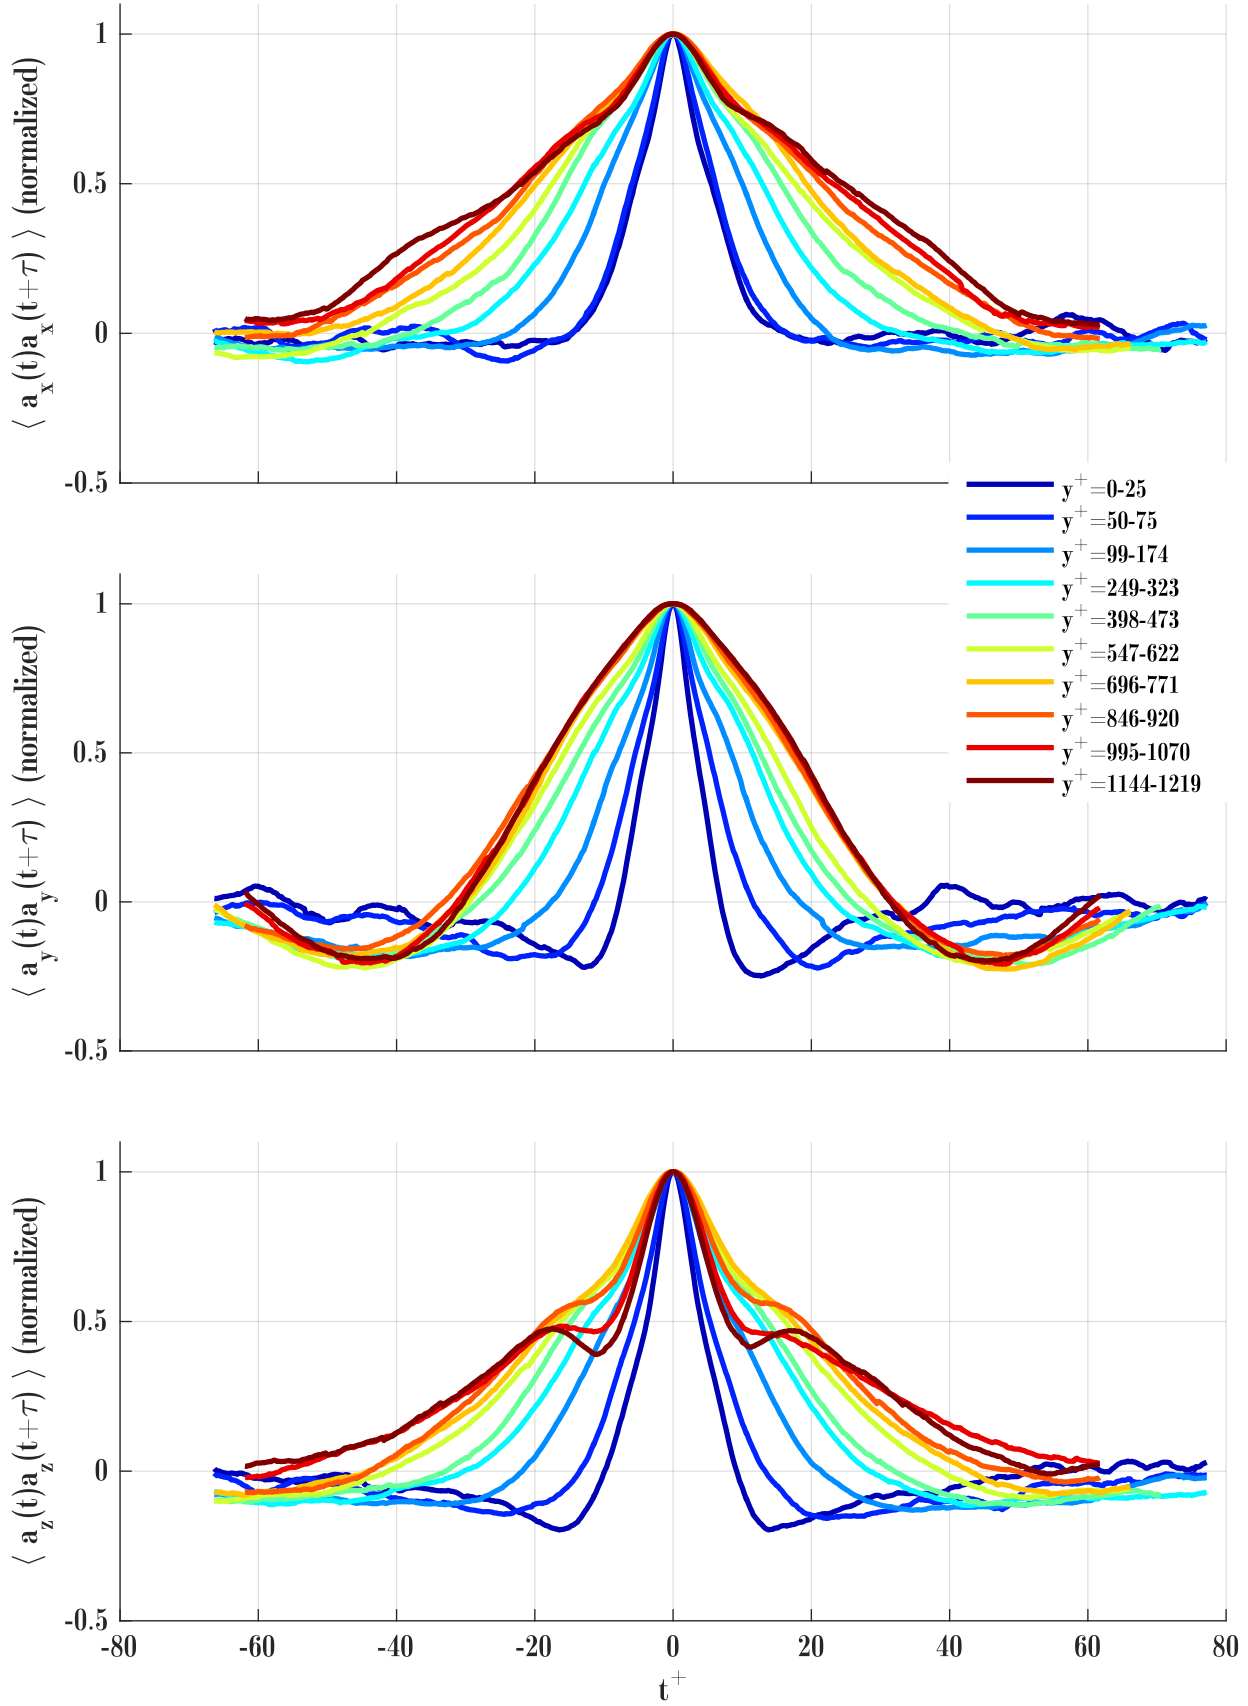 ⟨ a_x(t)a_x(t+τ) ⟩ (normalized)
1
0.5
0
-0.5
y^+=0-25
y^+=50-75
y^+=99-174
y^+=249-323
y^+=398-473
y^+=547-622
y^+=696-771
y^+=846-920
y^+=995-1070
y^+=1144-1219
⟨ a_y(t)a_y(t+τ) ⟩ (normalized)
1
0.5
0
-0.5
⟨ a_z(t)a_z(t+τ) ⟩ (normalized)
1
0.5
0
-0.5
-80 -60 -40 -20 0 20 40 60 80
t^+